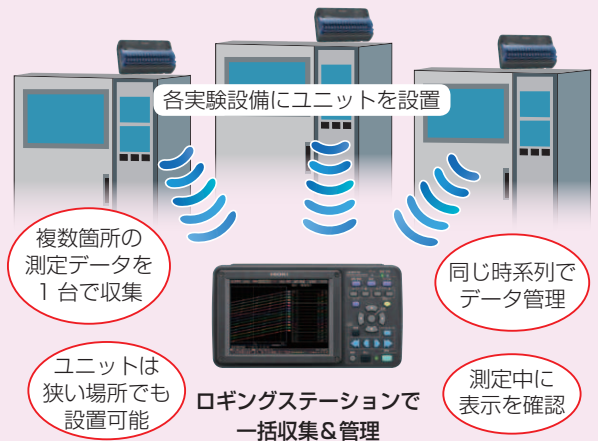 各実験設備にユニットを設置
複数箇所の
測定データを
1 台で収集
同じ時系列で
データ管理
HIOKI
ユニットは
狭い場所でも
設置可能
ロギングステーションで
一括収集&管理
測定中に
表示を確認